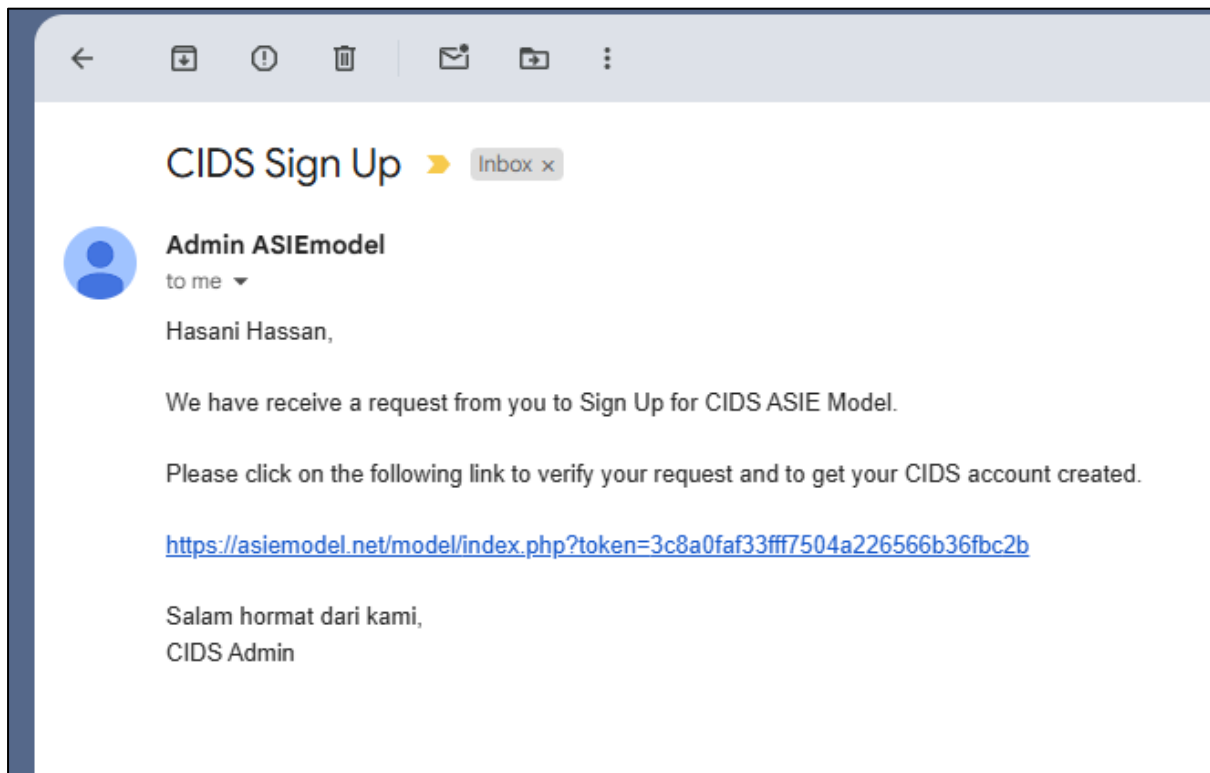 CIDS Sign Up
Inbox x
Admin ASIEmodel
to me
Hasani Hassan,
We have receive a request from you to Sign Up for CIDS ASIE Model.
Please click on the following link to verify your request and to get your CIDS account created.
https://asiemodel.net/model/index.php?token=3c8a0faf33fff7504a226566b36fbc2b
Salam hormat dari kami,
CIDS Admin